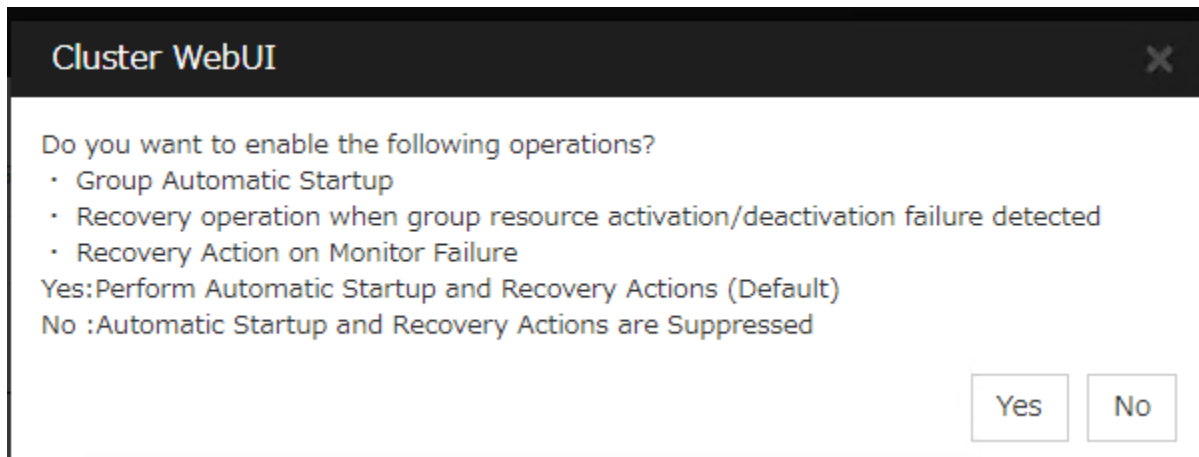 Cluster WebUI
Do you want to enable the following operations?
・ Group Automatic Startup
・ Recovery operation when group resource activation/deactivation failure detected
・ Recovery Action on Monitor Failure
Yes:Perform Automatic Startup and Recovery Actions (Default)
No :Automatic Startup and Recovery Actions are Suppressed
Yes No